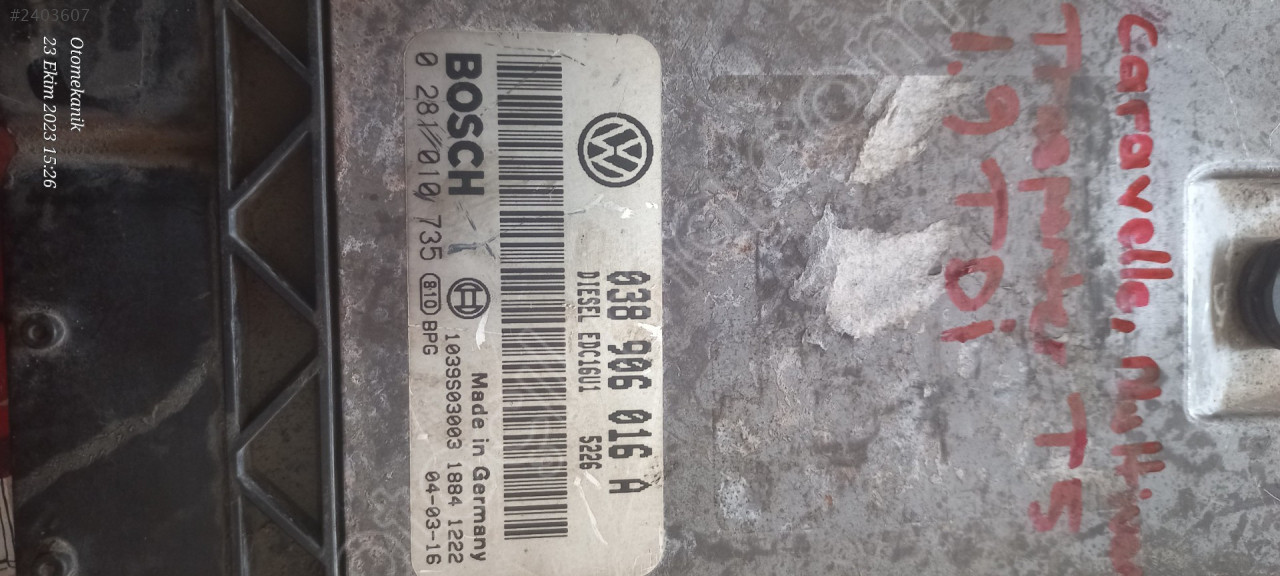 #2403607
Otomekanik
23 Ekim 2023 15:26
Caravelle, Multivan
Transporter T5
1.9 TDi
038 906 016 A
DIESEL EDC16U1 5226
BOSCH
Made in Germany
1039S03003 1884 1222
0 281 010 735 810 BPG 04-03-16